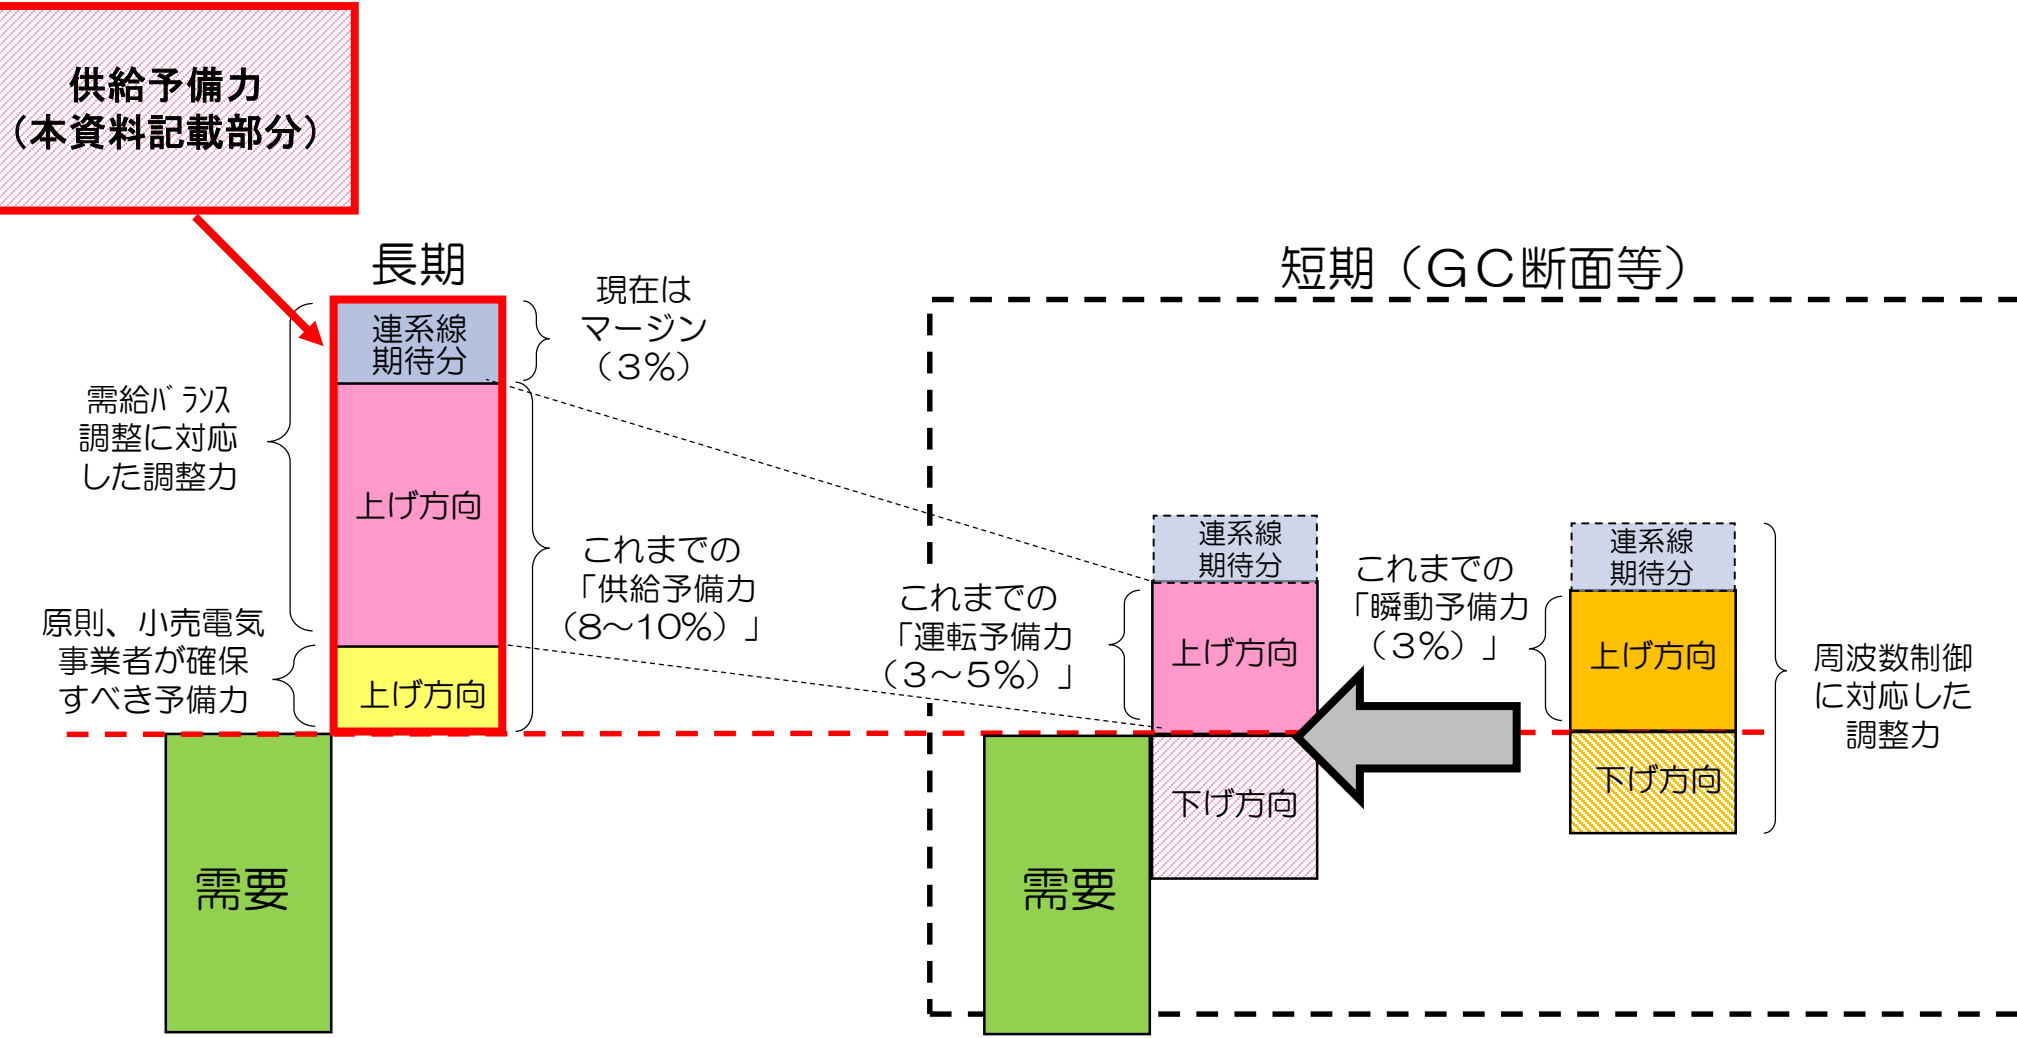 供給予備力
（本資料記載部分）
長期
現在は
マージン
（３％）
連系線
期待分
需給ﾊﾞﾗﾝｽ
調整に対応
した調整力
上げ方向
これまでの
「供給予備力
（８～１０％）」
原則、小売電気
事業者が確保
すべき予備力
上げ方向
需要
短期（ＧＣ断面等）
連系線
期待分
これまでの
「運転予備力
（３～５％）」
上げ方向
下げ方向
需要
これまでの
「瞬動予備力
（３％）」
連系線
期待分
上げ方向
下げ方向
周波数制御
に対応した
調整力